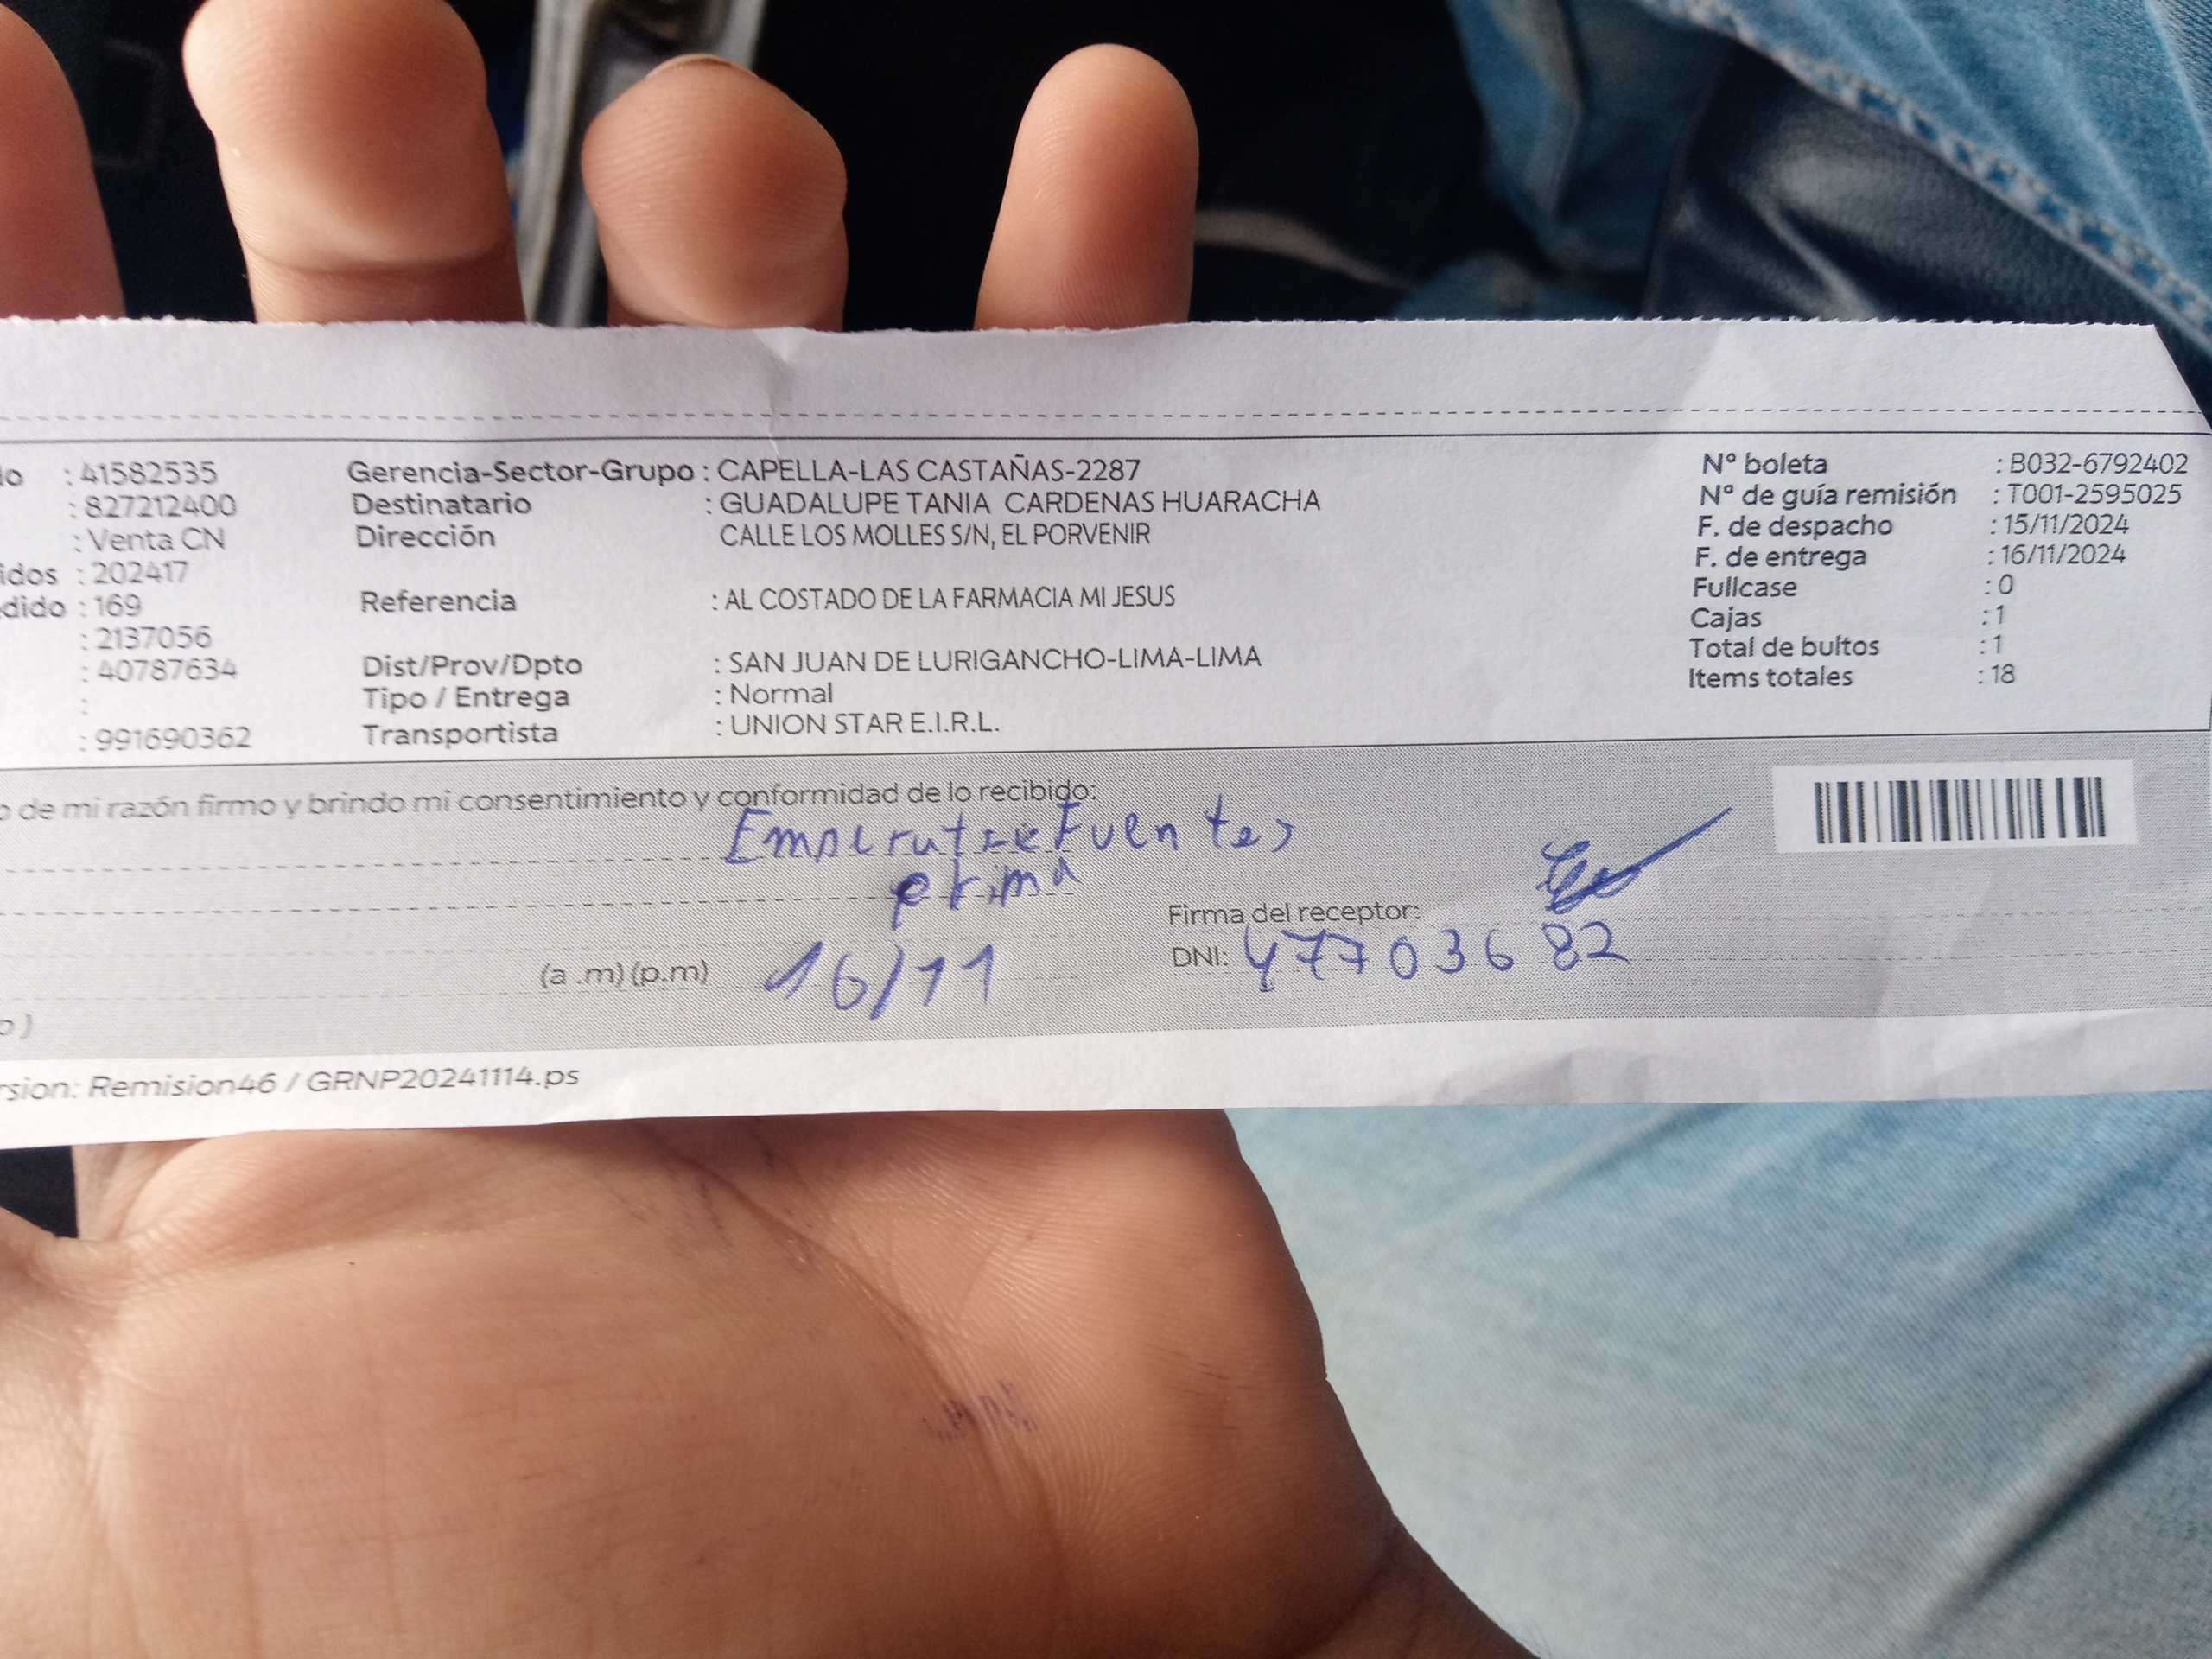 do : 41582535
: 827212400
: Venta CN
idos : 202417
dido : 169
: 2137056
: 40787634
:
: 991690362
Gerencia-Sector-Grupo : CAPELLA-LAS CASTAÑAS-2287
Destinatario : GUADALUPE TANIA CARDENAS HUARACHA
Dirección CALLE LOS MOLLES S/N, EL PORVENIR
Referencia : AL COSTADO DE LA FARMACIA MI JESUS
Dist/Prov/Dpto : SAN JUAN DE LURIGANCHO-LIMA-LIMA
Tipo / Entrega : Normal
Transportista : UNION STAR E.I.R.L.
Nº boleta : B032-6792402
Nº de guía remisión : T001-2595025
F. de despacho : 15/11/2024
F. de entrega : 16/11/2024
Fullcase : 0
Cajas : 1
Total de bultos : 1
Items totales : 18
o de mi razón firmo y brindo mi consentimiento y conformidad de lo recibido:
Fuentes
prima
Firma del receptor:
(a .m) (p.m) 16/11
DNI: 47703682
o )
rsion: Remision46 / GRNP20241114.ps